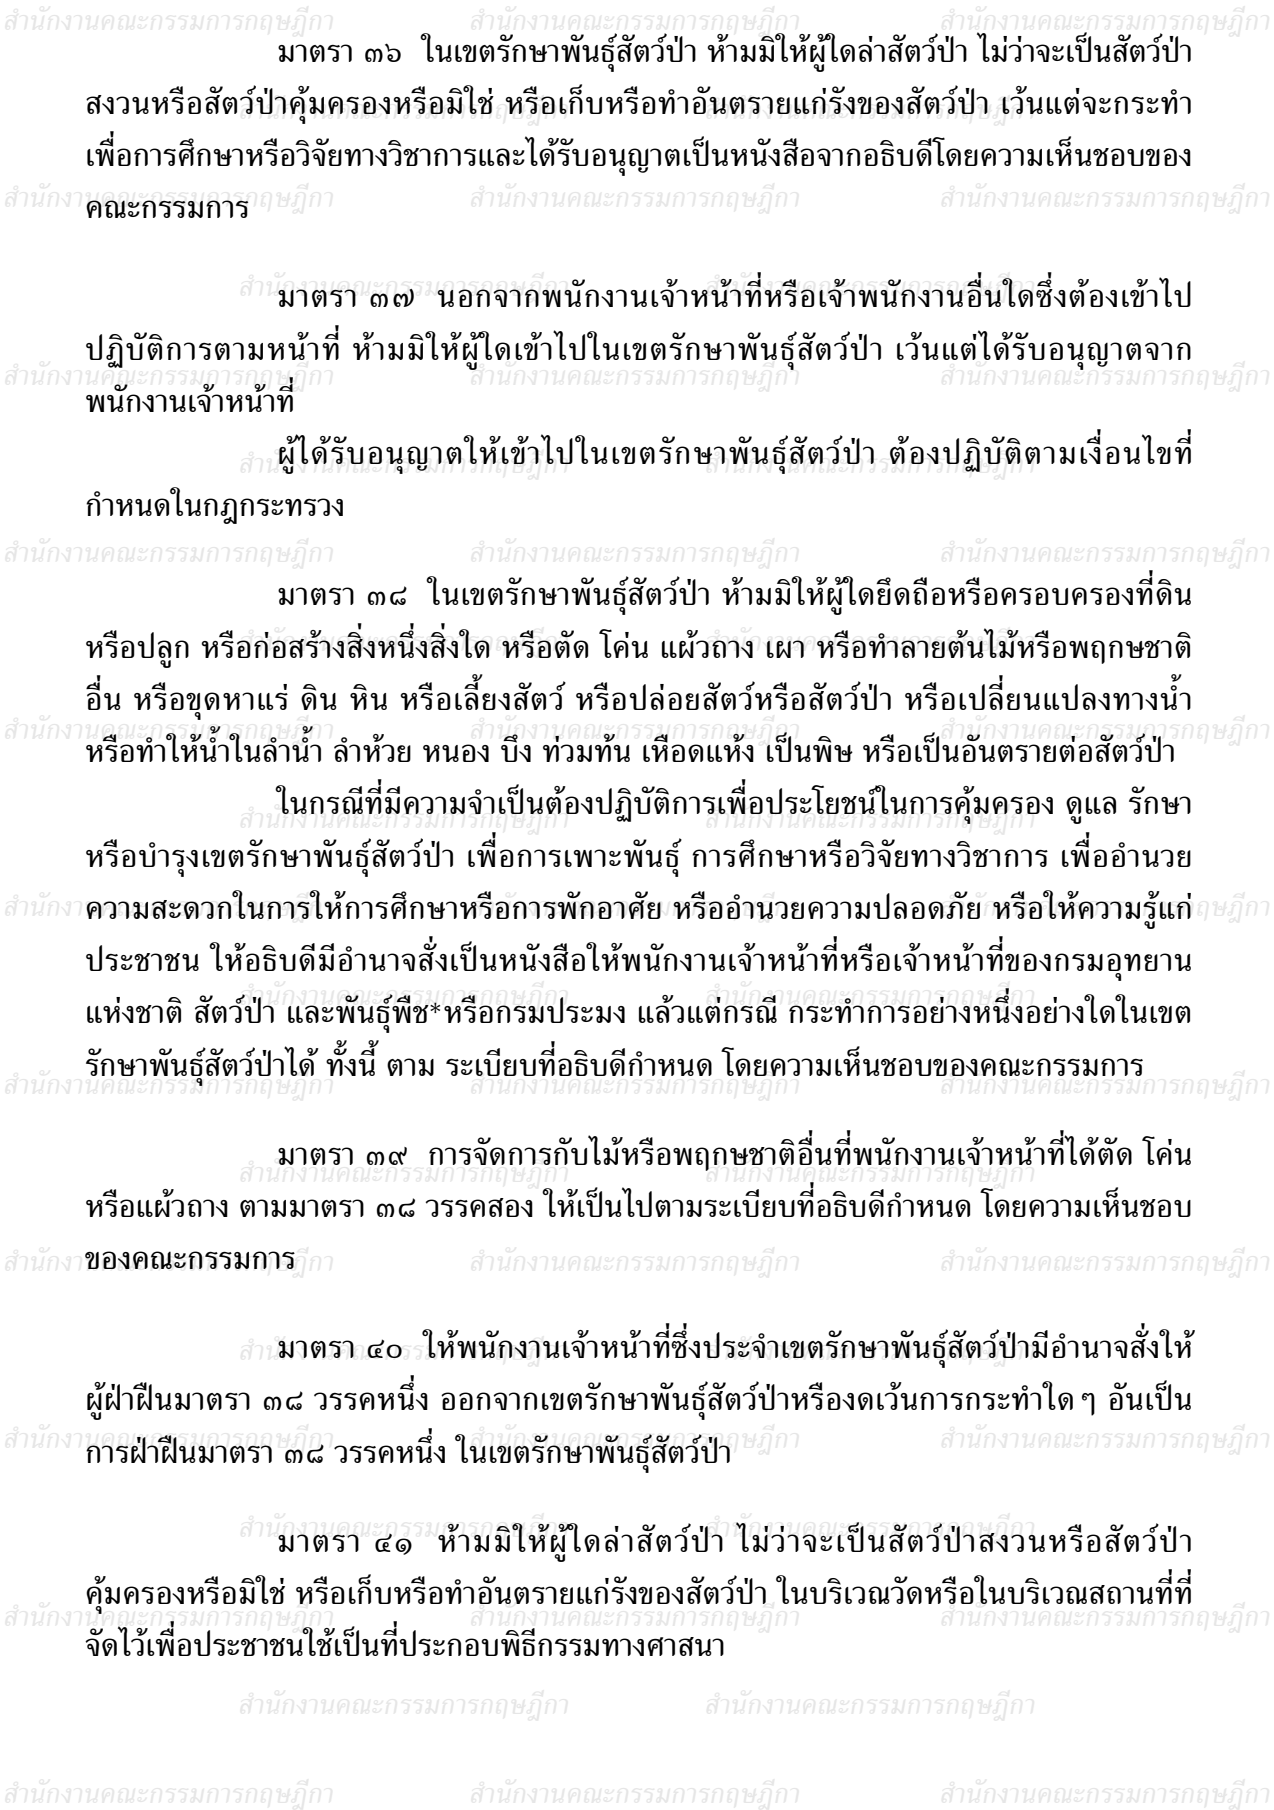 มาตรา ๓๖  ในเขตรักษาพันธุ์สัตว์ป่า ห้ามมิให้ผู้ใดล่าสัตว์ป่า ไม่ว่าจะเป็นสัตว์ป่า
สงวนหรือสัตว์ป่าคุ้มครองหรือมิใช่ หรือเก็บหรือทำอันตรายแก่รังของสัตว์ป่า เว้นแต่จะกระทำ
เพื่อการศึกษาหรือวิจัยทางวิชาการและได้รับอนุญาตเป็นหนังสือจากอธิบดีโดยความเห็นชอบของ
คณะกรรมการ
มาตรา ๓๗  นอกจากพนักงานเจ้าหน้าที่หรือเจ้าพนักงานอื่นใดซึ่งต้องเข้าไป
ปฏิบัติการตามหน้าที่ ห้ามมิให้ผู้ใดเข้าไปในเขตรักษาพันธุ์สัตว์ป่า เว้นแต่ได้รับอนุญาตจาก
พนักงานเจ้าหน้าที่
ผู้ได้รับอนุญาตให้เข้าไปในเขตรักษาพันธุ์สัตว์ป่า ต้องปฏิบัติตามเงื่อนไขที่
กำหนดในกฎกระทรวง
มาตรา ๓๘  ในเขตรักษาพันธุ์สัตว์ป่า ห้ามมิให้ผู้ใดยึดถือหรือครอบครองที่ดิน
หรือปลูก หรือก่อสร้างสิ่งหนึ่งสิ่งใด หรือตัด โค่น แผ้วถาง เผา หรือทำลายต้นไม้หรือพฤกษชาติ
อื่น หรือขุดหาแร่ ดิน หิน หรือเลี้ยงสัตว์ หรือปล่อยสัตว์หรือสัตว์ป่า หรือเปลี่ยนแปลงทางน้ำ
หรือทำให้น้ำในลำน้ำ ลำห้วย หนอง บึง ท่วมท้น เหือดแห้ง เป็นพิษ หรือเป็นอันตรายต่อสัตว์ป่า
ในกรณีที่มีความจำเป็นต้องปฏิบัติการเพื่อประโยชน์ในการคุ้มครอง ดูแล รักษา
หรือบำรุงเขตรักษาพันธุ์สัตว์ป่า เพื่อการเพาะพันธุ์ การศึกษาหรือวิจัยทางวิชาการ เพื่ออำนวย
ความสะดวกในการให้การศึกษาหรือการพักอาศัย หรืออำนวยความปลอดภัย หรือให้ความรู้แก่
ประชาชน ให้อธิบดีมีอำนาจสั่งเป็นหนังสือให้พนักงานเจ้าหน้าที่หรือเจ้าหน้าที่ของกรมอุทยาน
แห่งชาติ สัตว์ป่า และพันธุ์พืช*หรือกรมประมง แล้วแต่กรณี กระทำการอย่างหนึ่งอย่างใดในเขต
รักษาพันธุ์สัตว์ป่าได้ ทั้งนี้ ตาม ระเบียบที่อธิบดีกำหนด โดยความเห็นชอบของคณะกรรมการ
มาตรา ๓๙  การจัดการกับไม้หรือพฤกษชาติอื่นที่พนักงานเจ้าหน้าที่ได้ตัด โค่น
หรือแผ้วถาง ตามมาตรา ๓๘ วรรคสอง ให้เป็นไปตามระเบียบที่อธิบดีกำหนด โดยความเห็นชอบ
ของคณะกรรมการ
มาตรา ๔๐  ให้พนักงานเจ้าหน้าที่ซึ่งประจำเขตรักษาพันธุ์สัตว์ป่ามีอำนาจสั่งให้
ผู้ฝ่าฝืนมาตรา ๓๘ วรรคหนึ่ง ออกจากเขตรักษาพันธุ์สัตว์ป่าหรืองดเว้นการกระทำใด ๆ อันเป็น
การฝ่าฝืนมาตรา ๓๘ วรรคหนึ่ง ในเขตรักษาพันธุ์สัตว์ป่า
มาตรา ๔๑  ห้ามมิให้ผู้ใดล่าสัตว์ป่า ไม่ว่าจะเป็นสัตว์ป่าสงวนหรือสัตว์ป่า
คุ้มครองหรือมิใช่ หรือเก็บหรือทำอันตรายแก่รังของสัตว์ป่า ในบริเวณวัดหรือในบริเวณสถานที่ที่
จัดไว้เพื่อประชาชนใช้เป็นที่ประกอบพิธีกรรมทางศาสนา